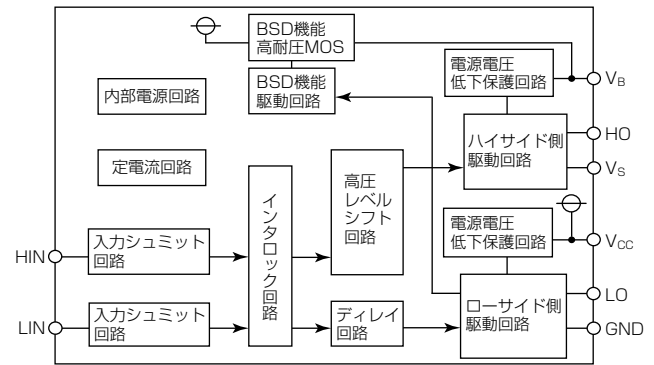 BSD機能
高耐圧MOS
BSD機能
駆動回路
内部電源回路
定電流回路
電源電圧
低下保護回路
VB
ハイサイド側
駆動回路
HO
VS
高圧
レベル
シフト
回路
インタロック回路
電源電圧
低下保護回路
VCC
HIN
入力シュミット
回路
LIN
入力シュミット
回路
ディレイ
回路
ローサイド側
駆動回路
LO
GND